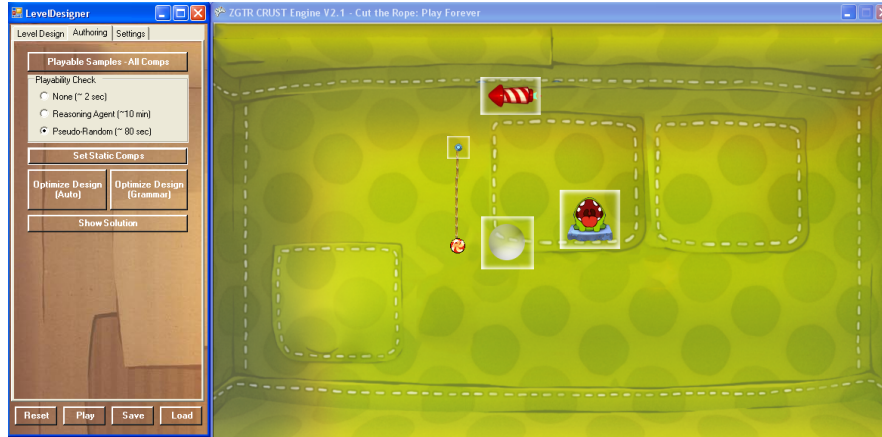 LevelDesigner
Level Design Authoring Settings
Playable Samples - All Comps
Playability Check
None (~ 2 sec)
Reasoning Agent (~10 min)
Pseudo-Random (~ 80 sec)
Set Static Comps
Optimize Design
(Auto)
Optimize Design
(Grammar)
Show Solution
Reset Play Save Load
ZGTR CRUST Engine V2.1 - Cut the Rope: Play Forever